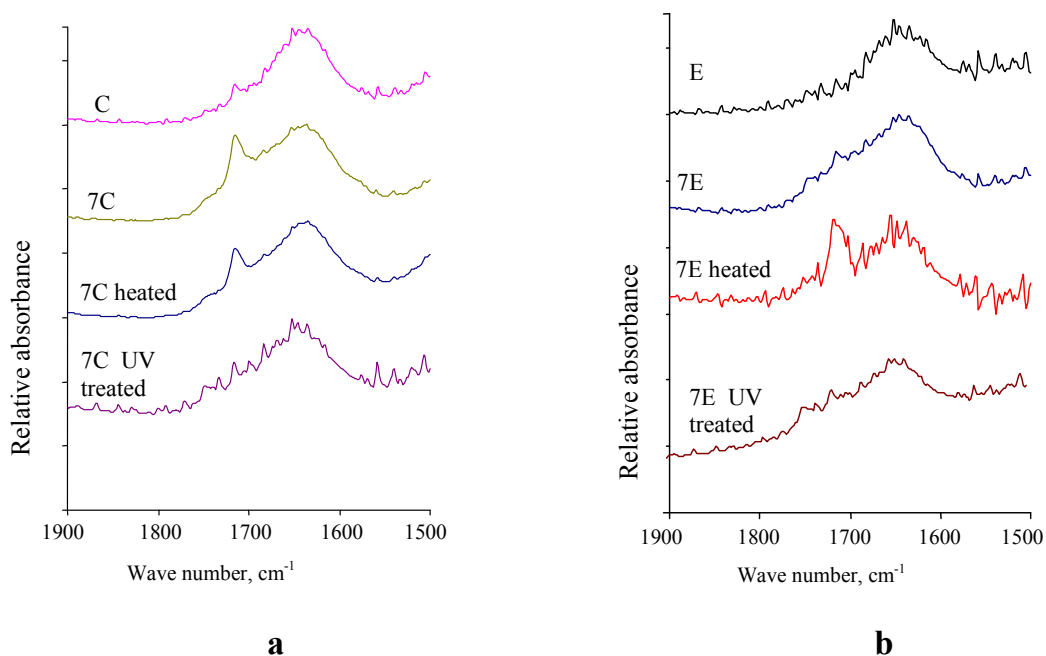 C
7C
7C heated
7C UV
treated
Relative absorbance
1900 1800 1700 1600 1500
Wave number, cm-1
a
E
7E
7E heated
7E UV
treated
Relative absorbance
1900 1800 1700 1600 1500
Wave number, cm-1
b